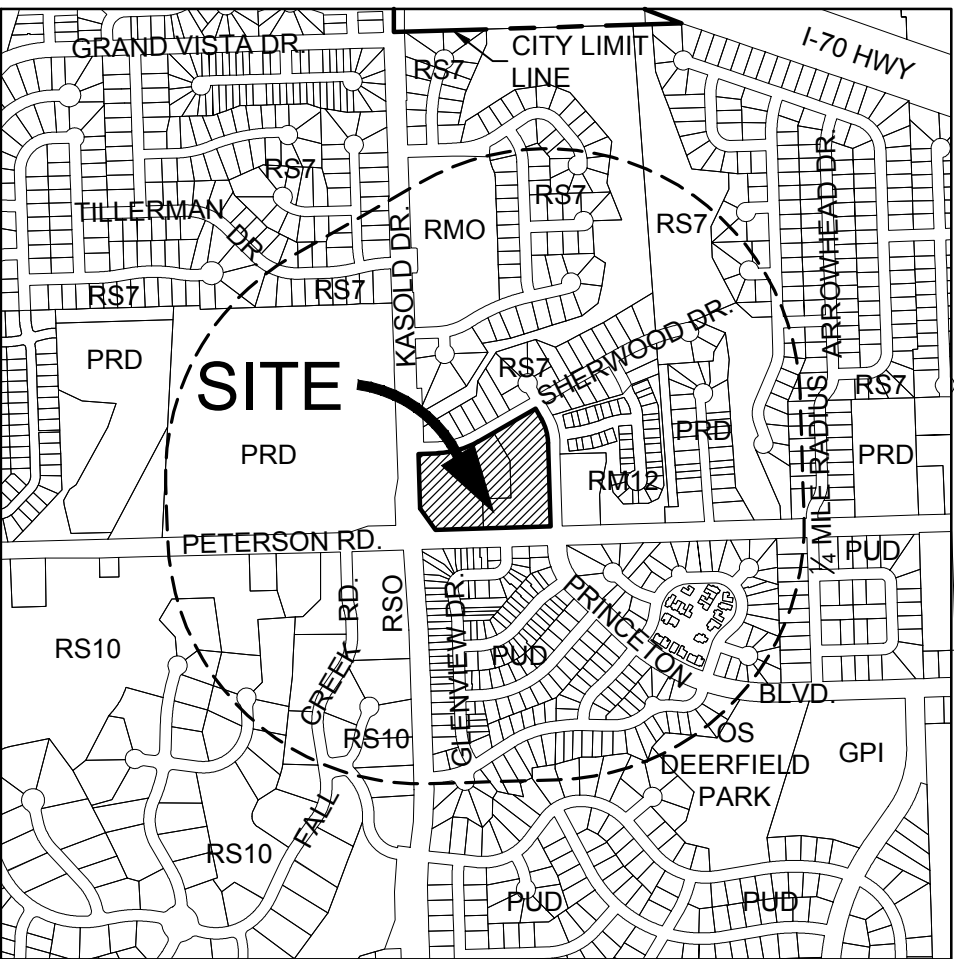 GRAND VISTA DR.
CITY LIMIT
LINE
I-70 HWY
RS7
RS7
TILLERMAN
DR.
RS7
RS7
KASOLD DR.
RMO
RS7
RS7
ARROWHEAD DR.
PRD
SITE
PRD
RS7
SHERWOOD DR.
PRD
RM12
RS7
PRD
1/4 MILE RADIUS
PETERSON RD.
PUD
RS10
FALL CREEK RD.
RSO
GLENVIEW DR.
PUD
PRINCETON
BLVD.
RS10
OS
DEERFIELD
PARK
GPI
RS10
PUD
PUD